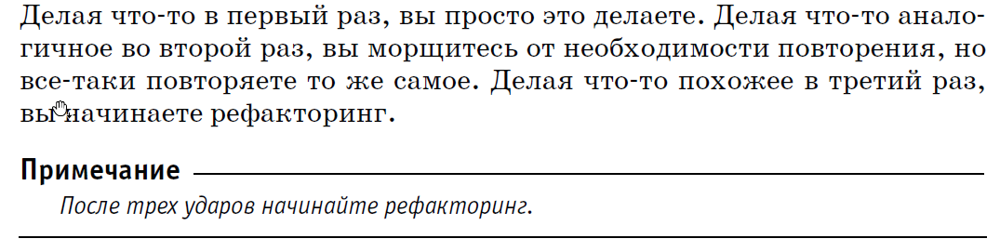 Делая что-то в первый раз, вы просто это делаете. Делая что-то анало-
гичное во второй раз, вы морщитесь от необходимости повторения, но
все-таки повторяете то же самое. Делая что-то похожее в третий раз,
вы начинаете рефакторинг.
Примечание
После трех ударов начинайте рефакторинг.